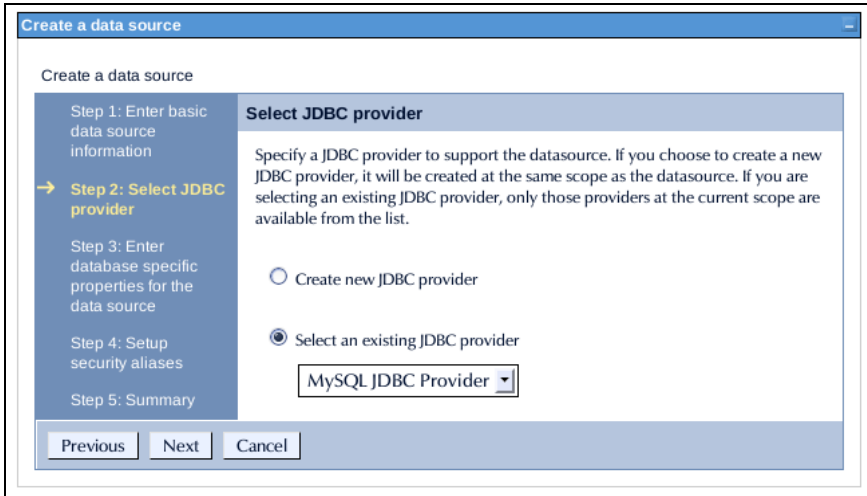 Create a data source
Create a data source
Step 1: Enter basic
data source
information
Step 2: Select JDBC
provider
Step 3: Enter
database specific
properties for the
data source
Step 4: Setup
security aliases
Step 5: Summary
Select JDBC provider
Specify a JDBC provider to support the datasource. If you choose to create a new
JDBC provider, it will be created at the same scope as the datasource. If you are
selecting an existing JDBC provider, only those providers at the current scope are
available from the list.
Create new JDBC provider
Select an existing JDBC provider
MySQL JDBC Provider
Previous Next Cancel